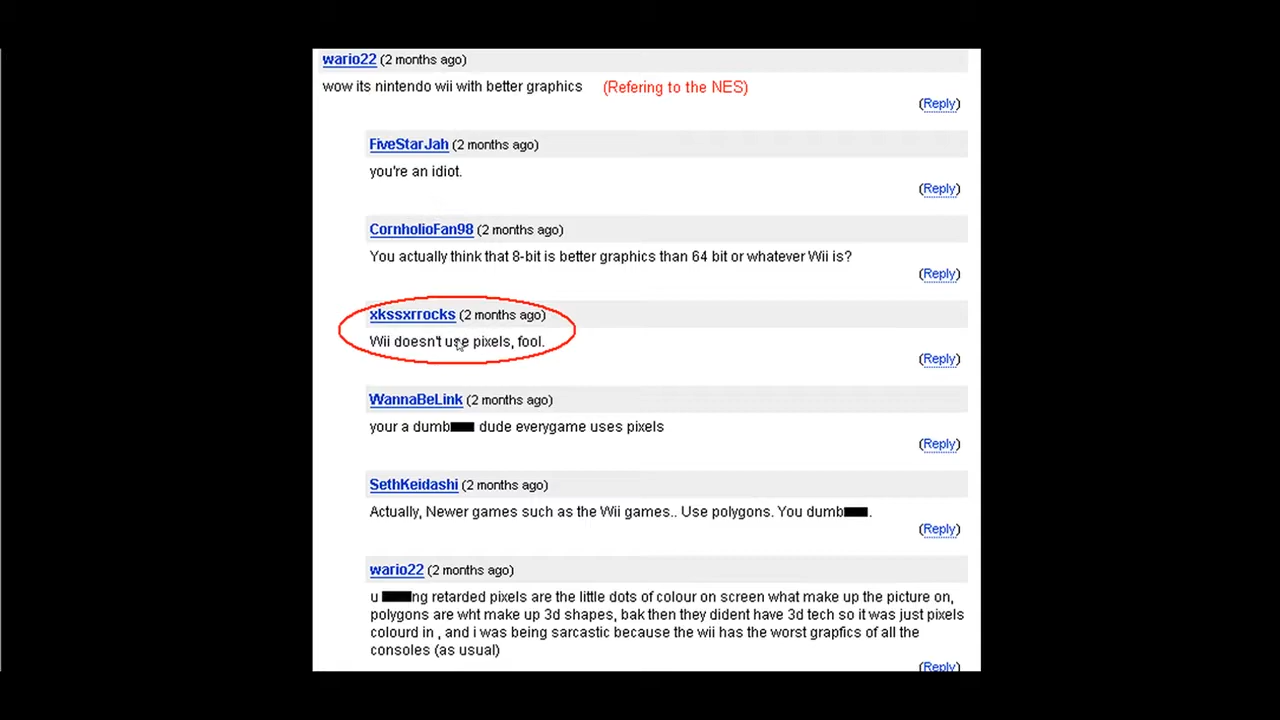 wario22 (2 months ago)
wow its nintendo wii with better graphics (Refering to the NES)
(Reply)
FiveStarJah (2 months ago)
you're an idiot.
(Reply)
CornholioFan98 (2 months ago)
You actually think that 8-bit is better graphics than 64 bit or whatever Wii is?
(Reply)
xkssxrrocks (2 months ago)
Wii doesn't use pixels, fool.
(Reply)
WannaBeLink (2 months ago)
your a dumb dude everygame uses pixels
(Reply)
SethKeidashi (2 months ago)
Actually, Newer games such as the Wii games.. Use polygons. You dumb.
(Reply)
wario22 (2 months ago)
u ng retarded pixels are the little dots of colour on screen what make up the picture on,
polygons are wht make up 3d shapes, bak then they dident have 3d tech so it was just pixels
colourd in , and i was being sarcastic because the wii has the worst grapfics of all the
consoles (as usual)
(Reply)